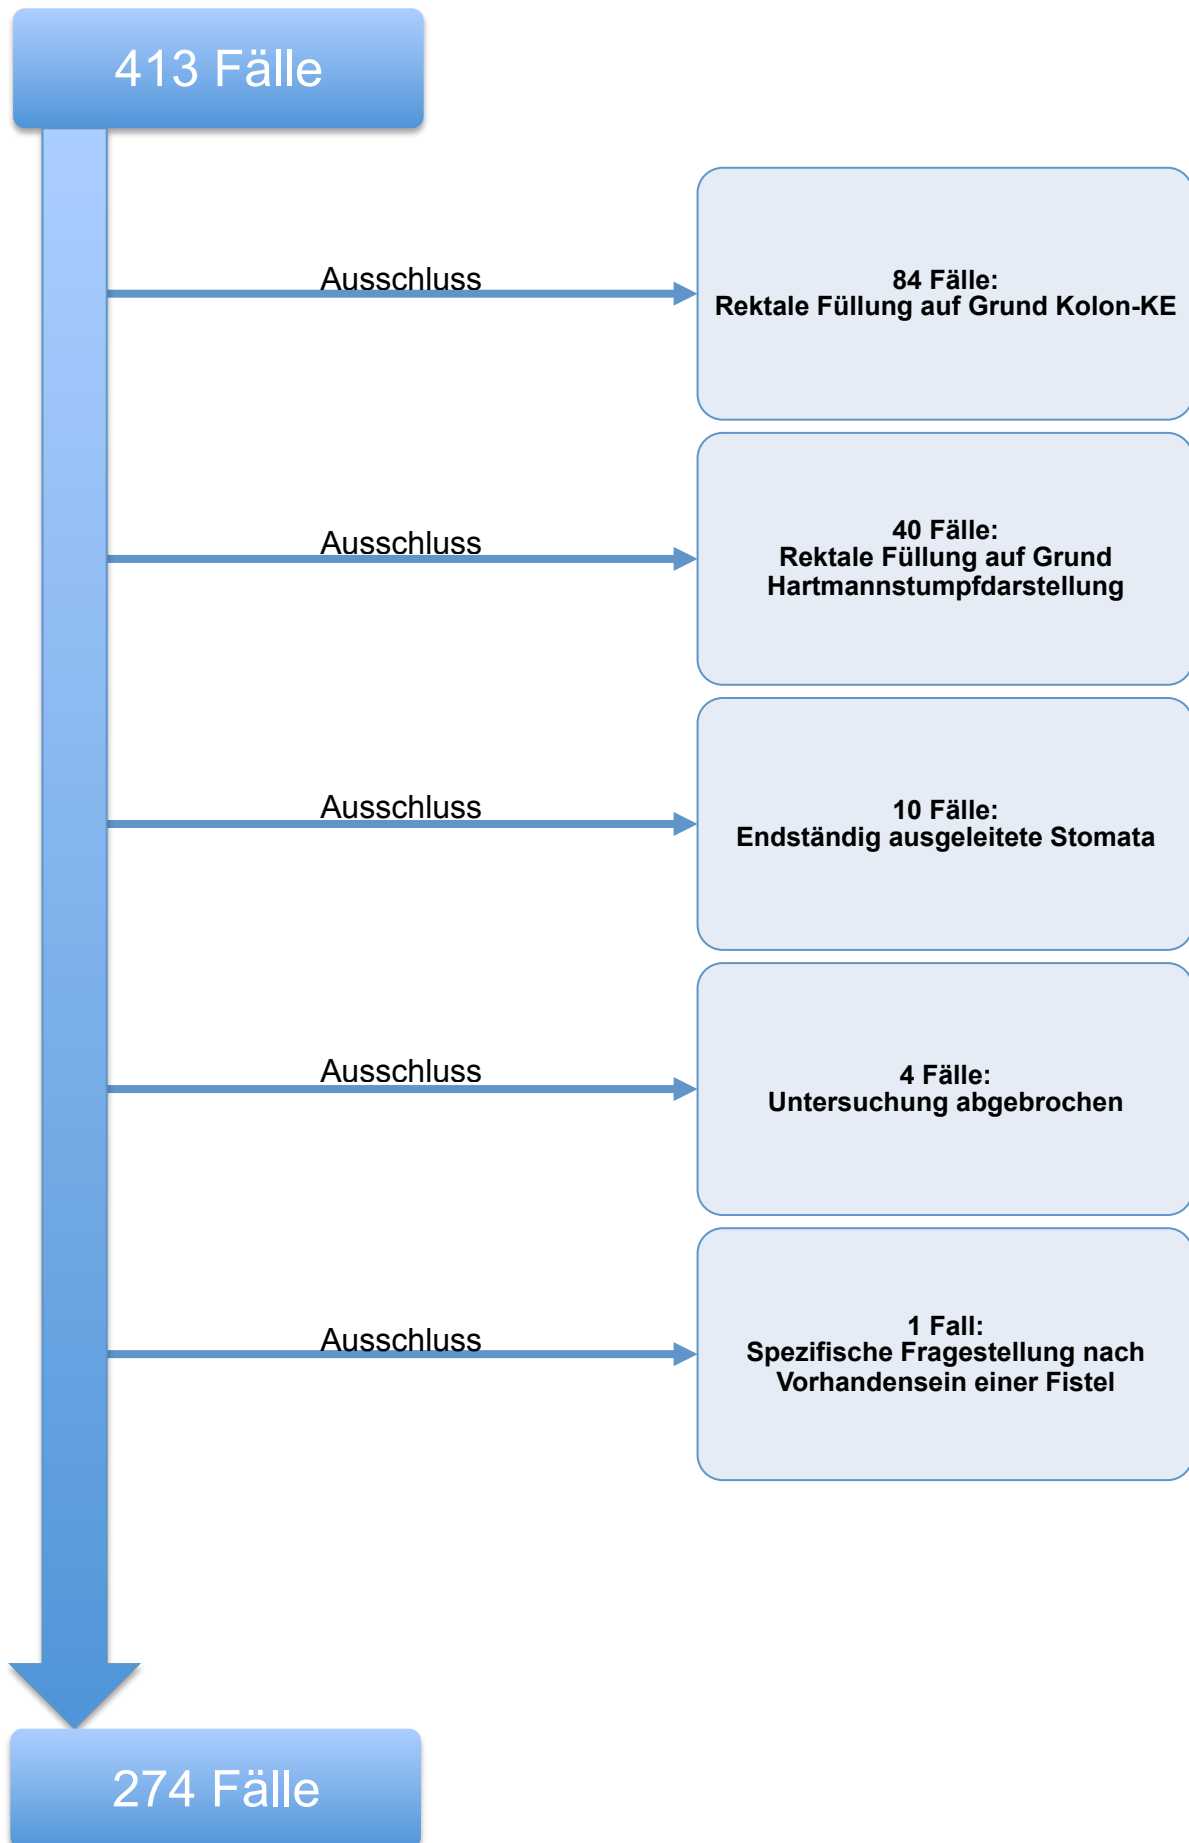 413 Fälle
Ausschluss
84 Fälle:
Rektale Füllung auf Grund Kolon-KE
Ausschluss
40 Fälle:
Rektale Füllung auf Grund
Hartmannstumpfdarstellung
Ausschluss
10 Fälle:
Endständig ausgeleitete Stomata
Ausschluss
4 Fälle:
Untersuchung abgebrochen
Ausschluss
1 Fall:
Spezifische Fragestellung nach
Vorhandensein einer Fistel
274 Fälle